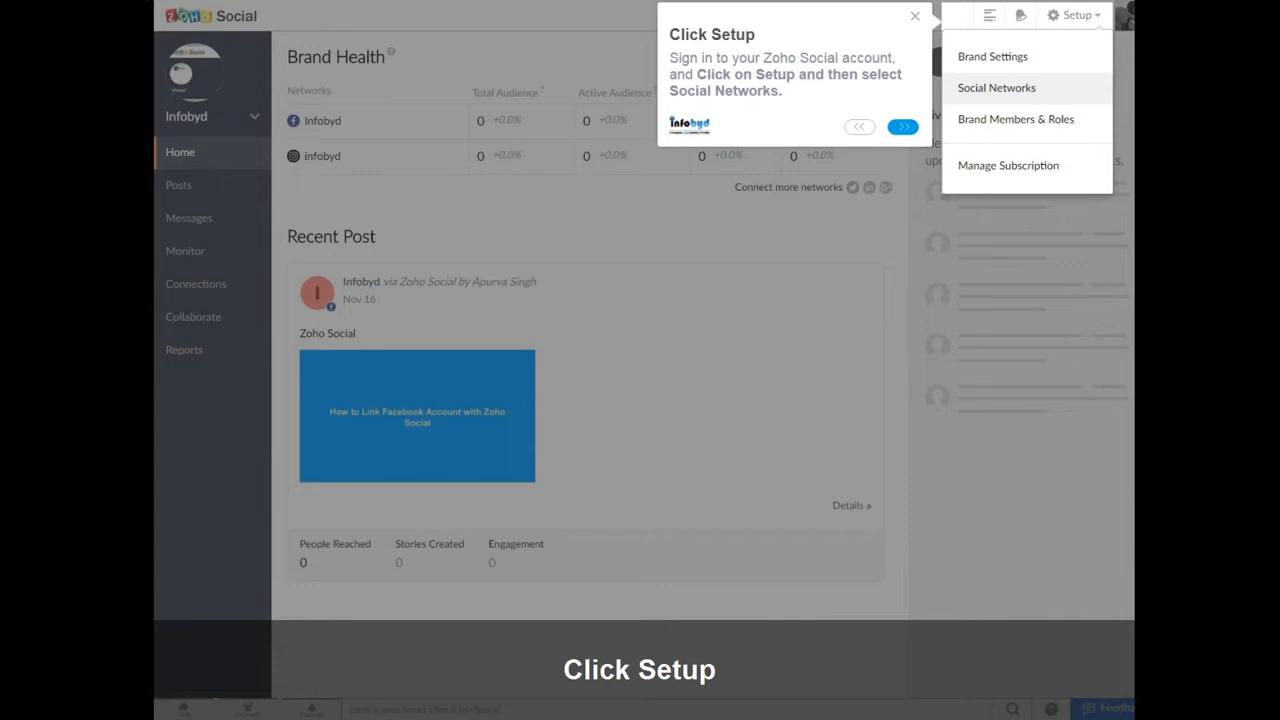 ZOHO Social
Setup
Click Setup
Sign in to your Zoho Social account,
and Click on Setup and then select
Social Networks.
infobyd
<<
>>
Brand Settings
Social Networks
Brand Members & Roles
Manage Subscription
Infobyd
Home
Posts
Messages
Monitor
Connections
Collaborate
Reports
Brand Health ?
Networks Total Audience ? Active Audience ?
Infobyd 0 +0.0% 0 +0.0%
infobyd 0 +0.0% 0 +0.0% 0 +0.0% 0 +0.0%
Connect more networks
Recent Post
Infobyd via Zoho Social by Apurva Singh
Nov 16
Zoho Social
How to Link Facebook Account with Zoho
Social
Details »
People Reached Stories Created Engagement
0 0 0
Click Setup
Feedba